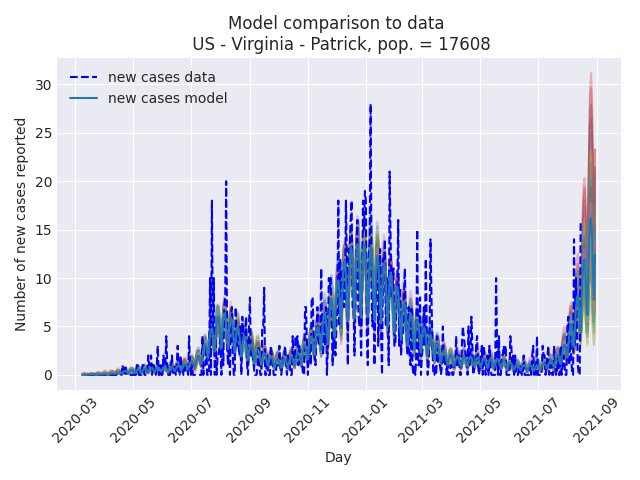 Model comparison to data
US - Virginia - Patrick, pop. = 17608
new cases data
new cases model
Number of new cases reported
30
25
20
15
10
5
0
2020-03
2020-05
2020-07
2020-09
2020-11
2021-01
2021-03
2021-05
2021-07
2021-09
Day